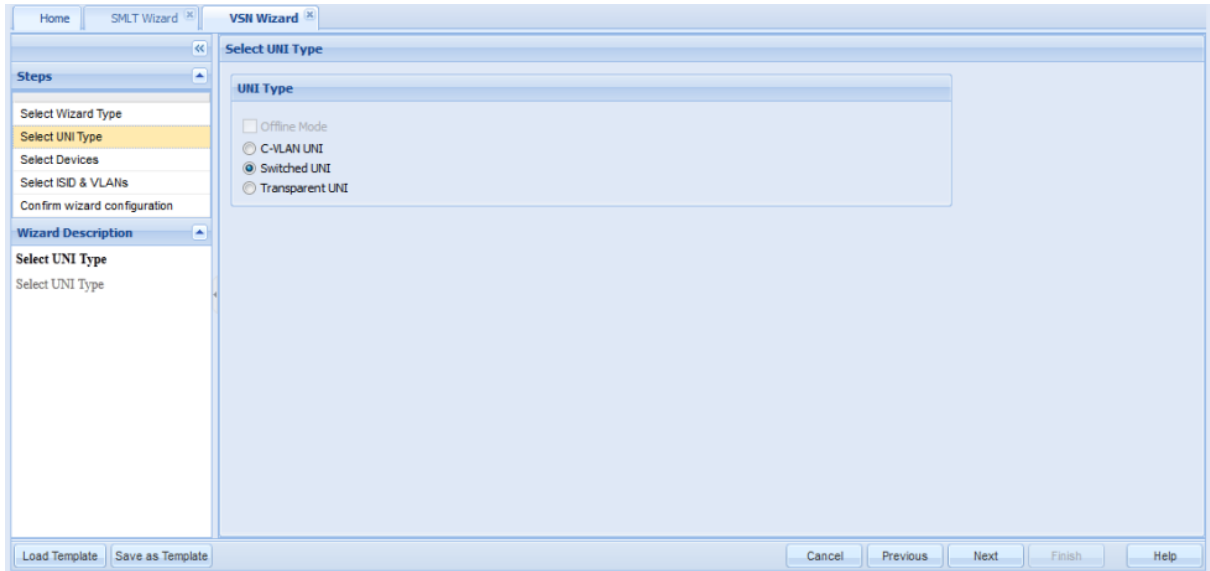 Home
SMLT Wizard
VSN Wizard
Select UNI Type
Steps
UNI Type
Select Wizard Type
Select UNI Type
Select Devices
Select ISID & VLANs
Confirm wizard configuration
Offline Mode
C-VLAN UNI
Switched UNI
Transparent UNI
Wizard Description
Select UNI Type
Select UNI Type
Load Template
Save as Template
Cancel
Previous
Next
Finish
Help